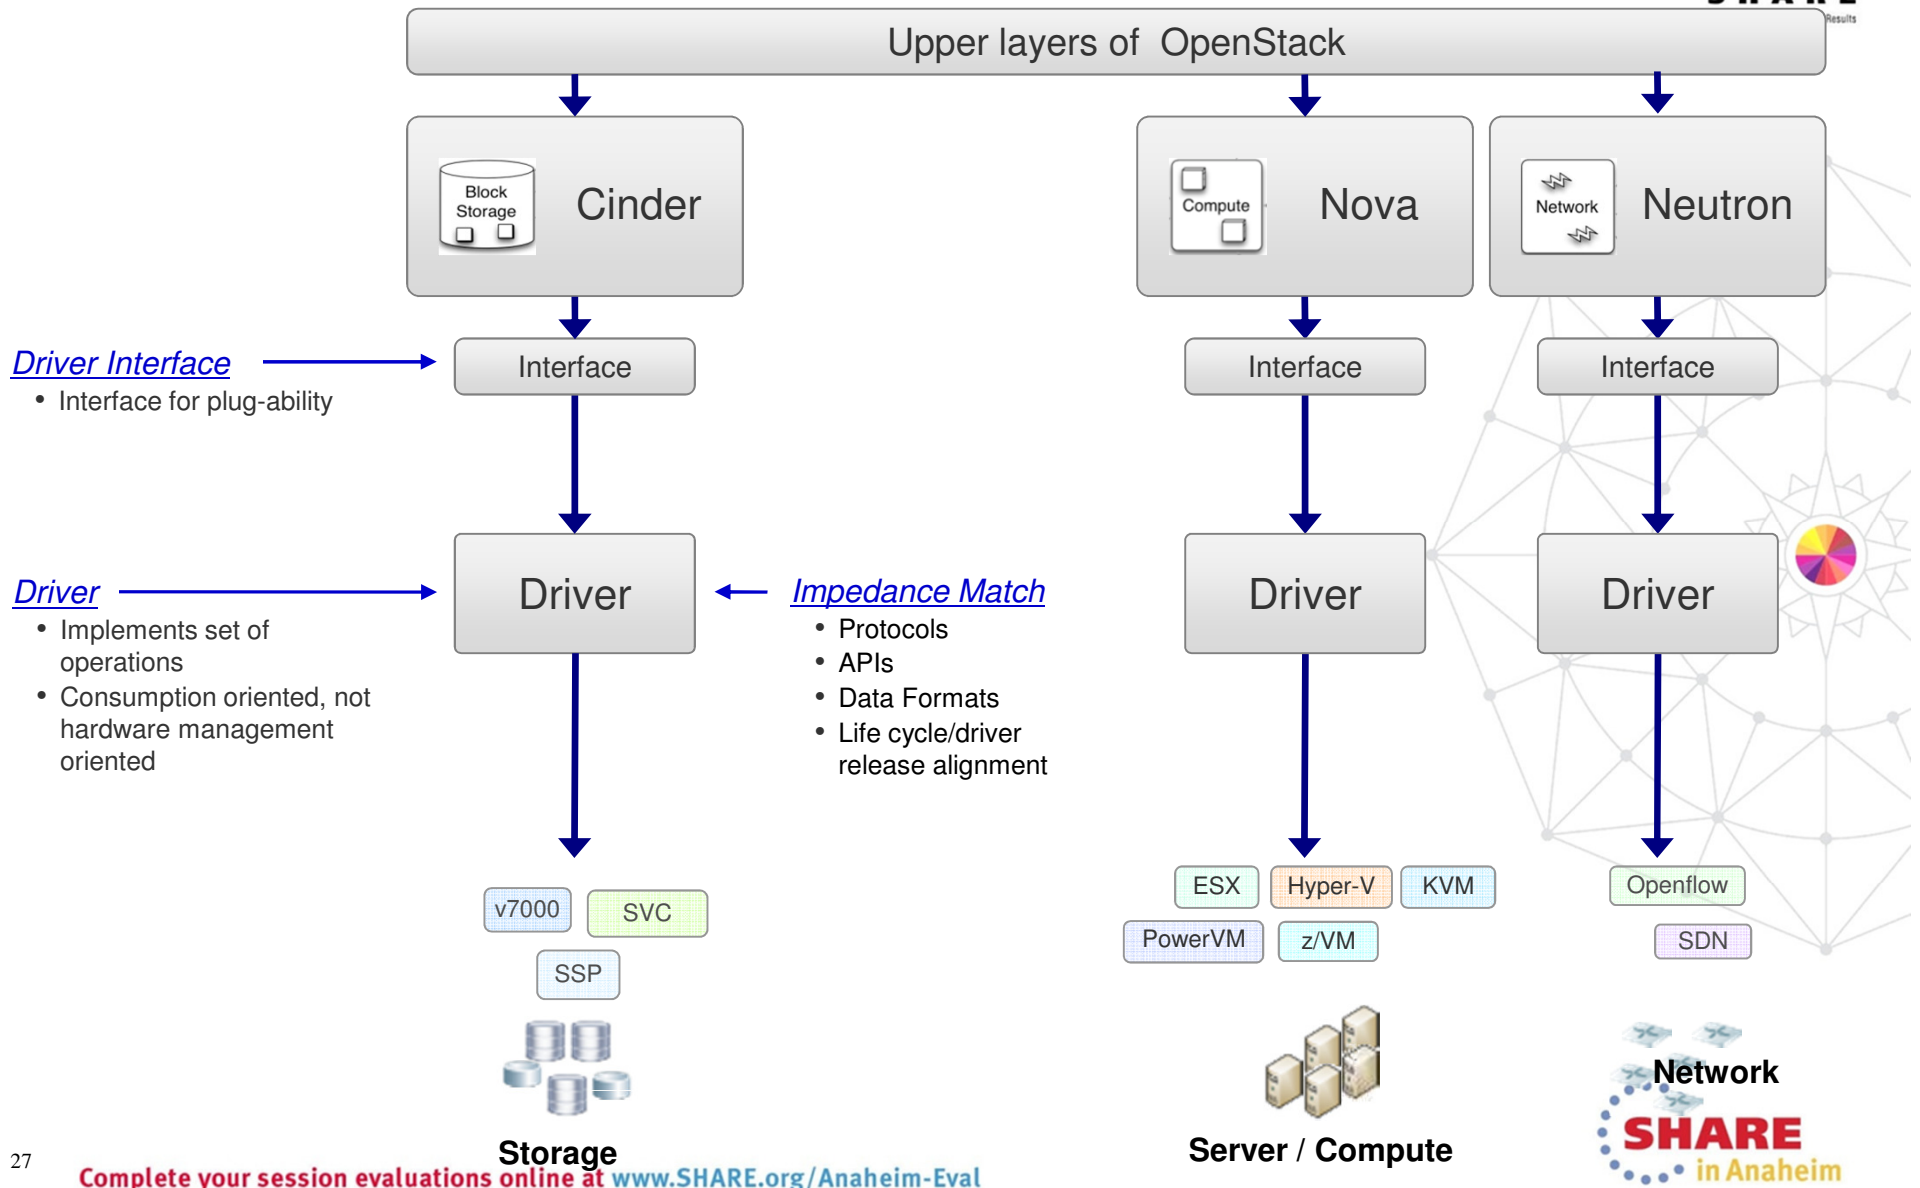 SHARE
Results
Upper layers of OpenStack
Block
Storage
Cinder
Compute
Nova
Network
Neutron
Driver Interface
• Interface for plug-ability
Interface
Interface
Interface
Driver
• Implements set of
operations
• Consumption oriented, not
hardware management
oriented
Driver
Impedance Match
• Protocols
• APIs
• Data Formats
• Life cycle/driver
release alignment
Driver
Driver
v7000
SVC
SSP
ESX
Hyper-V
KVM
PowerVM
z/VM
Openflow
SDN
Storage
Server / Compute
Network
27
Complete your session evaluations online at www.SHARE.org/Anaheim-Eval
SHARE
in Anaheim